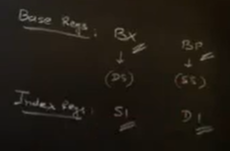 Base Regs: BX BP
↓ ↓
(DS) (SS)
Index Regs: SI DI